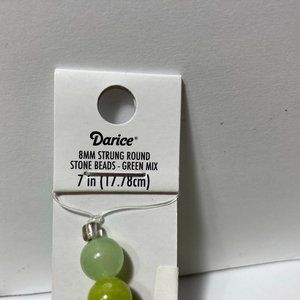 Darice®
8MM STRUNG ROUND
STONE BEADS - GREEN MIX
7 in (17.78cm)